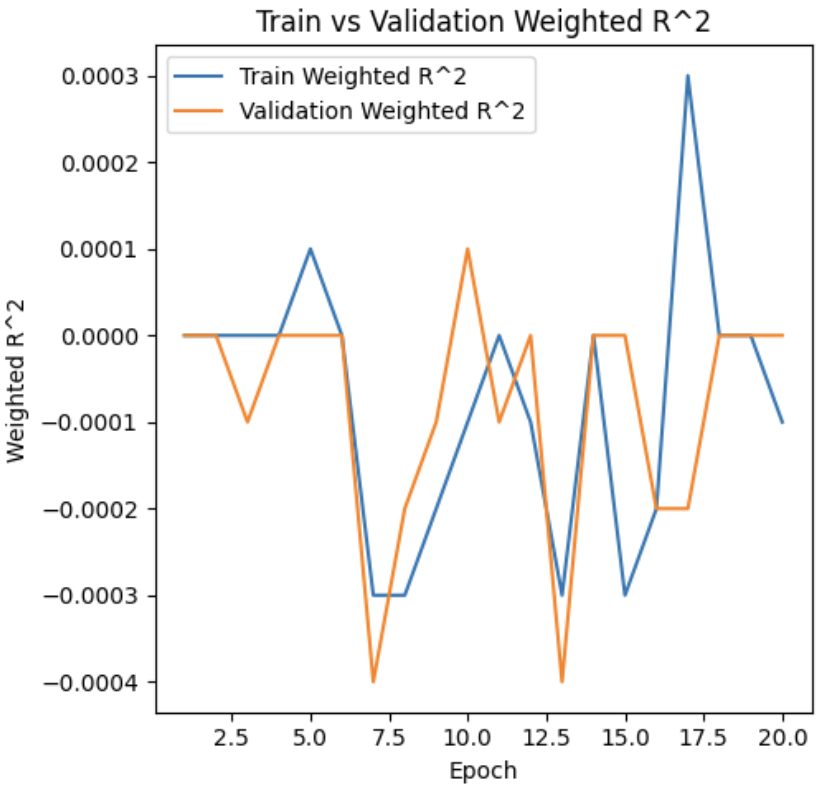 Train vs Validation Weighted R^2
Train Weighted R^2
Validation Weighted R^2
0.0003
0.0002
0.0001
0.0000
−0.0001
−0.0002
−0.0003
−0.0004
Weighted R^2
2.5 5.0 7.5 10.0 12.5 15.0 17.5 20.0
Epoch